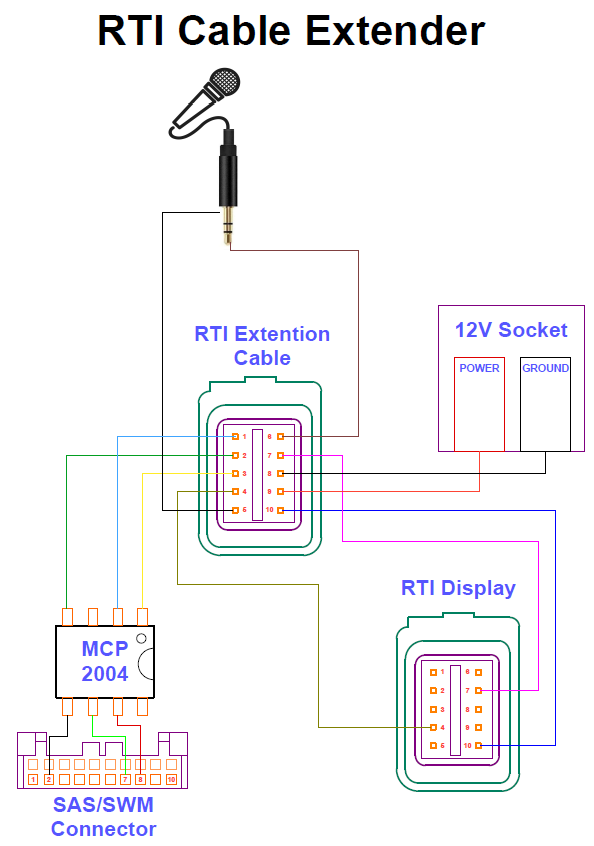 RTI Cable Extender
RTI Extention
Cable
12V Socket
POWER GROUND
1 6
2 7
3 8
4 9
5 10
RTI Display
1 6
2 7
3 8
4 9
5 10
MCP
2004
1 2 7 8 10
SAS/SWM
Connector